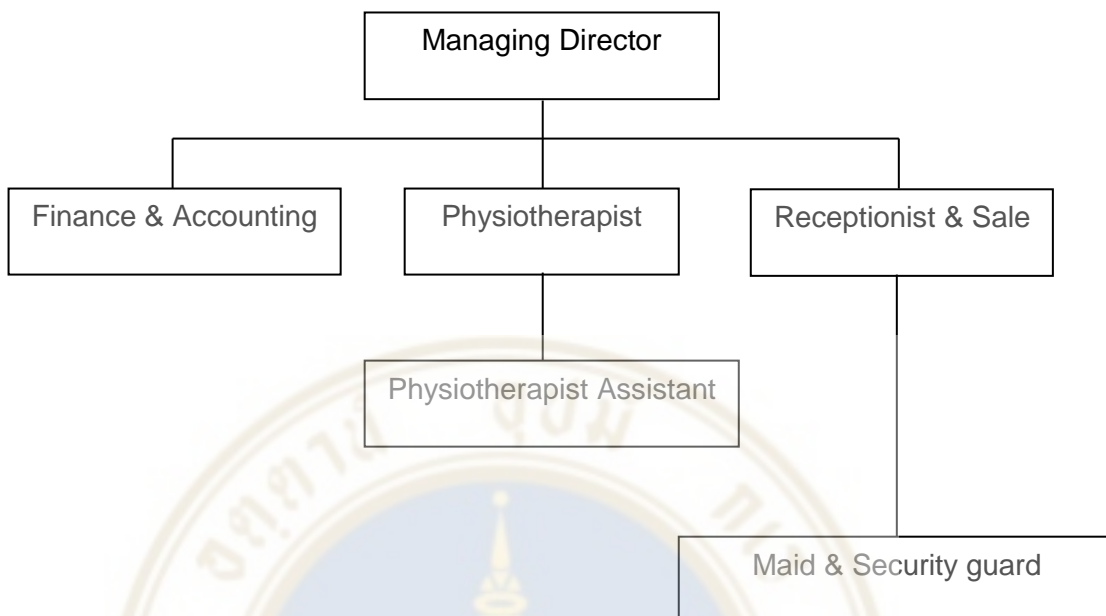 Managing Director
Finance & Accounting
Physiotherapist
Receptionist & Sale
Physiotherapist Assistant
Maid & Security guard